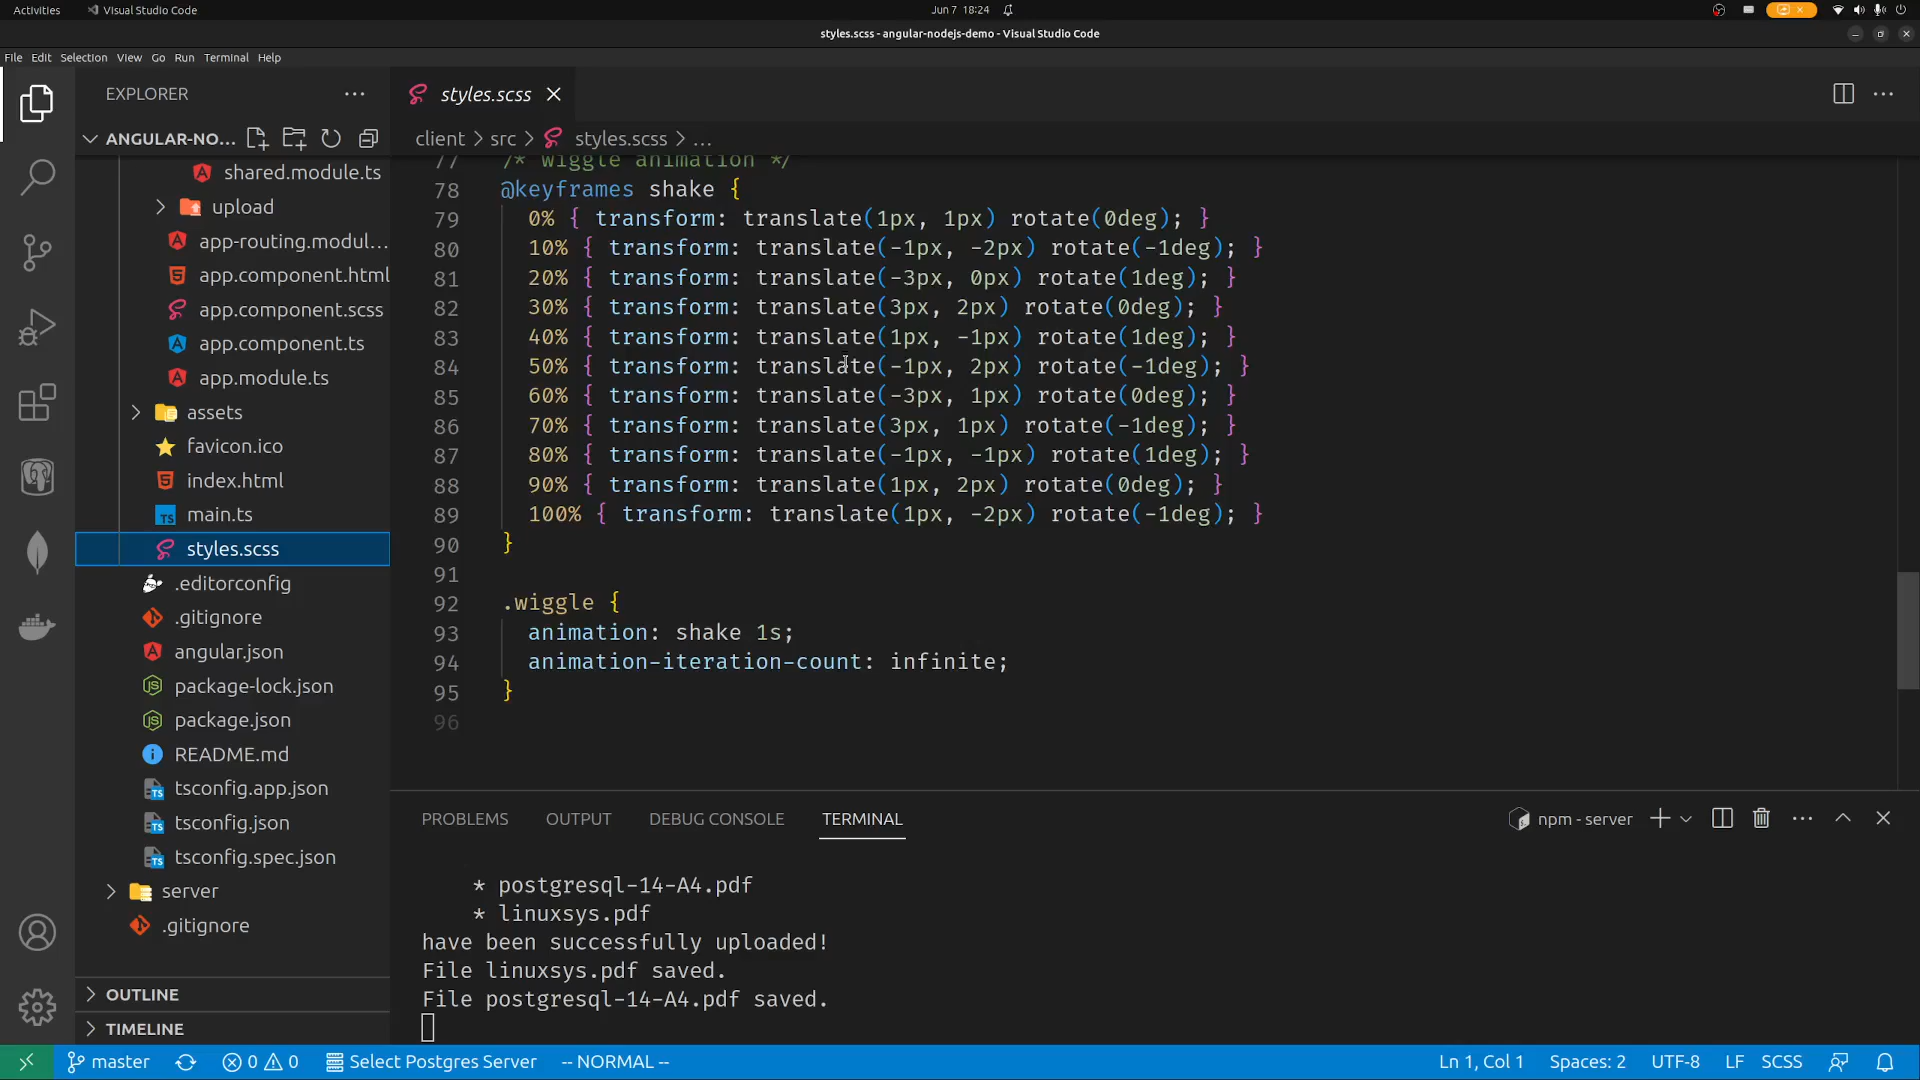 Activities
Visual Studio Code
Jun 7 18:24
styles.scss - angular-nodejs-demo - Visual Studio Code
File Edit Selection View Go Run Terminal Help
EXPLORER
styles.scss
ANGULAR-NO...
client > src > styles.scss > ...
shared.module.ts
upload
app-routing.modul...
app.component.html
app.component.scss
app.component.ts
app.module.ts
assets
favicon.ico
index.html
main.ts
styles.scss
.editorconfig
.gitignore
angular.json
package-lock.json
package.json
README.md
tsconfig.app.json
tsconfig.json
tsconfig.spec.json
server
.gitignore
OUTLINE
TIMELINE
77 /* wiggle animation */
78 @keyframes shake {
79 0% { transform: translate(1px, 1px) rotate(0deg); }
80 10% { transform: translate(-1px, -2px) rotate(-1deg); }
81 20% { transform: translate(-3px, 0px) rotate(1deg); }
82 30% { transform: translate(3px, 2px) rotate(0deg); }
83 40% { transform: translate(1px, -1px) rotate(1deg); }
84 50% { transform: translate(-1px, 2px) rotate(-1deg); }
85 60% { transform: translate(-3px, 1px) rotate(0deg); }
86 70% { transform: translate(3px, 1px) rotate(-1deg); }
87 80% { transform: translate(-1px, -1px) rotate(1deg); }
88 90% { transform: translate(1px, 2px) rotate(0deg); }
89 100% { transform: translate(1px, -2px) rotate(-1deg); }
90 }
91
92 .wiggle {
93 animation: shake 1s;
94 animation-iteration-count: infinite;
95 }
96
PROBLEMS OUTPUT DEBUG CONSOLE TERMINAL
npm - server
* postgresql-14-A4.pdf
* linuxsys.pdf
have been successfully uploaded!
File linuxsys.pdf saved.
File postgresql-14-A4.pdf saved.
master 0 0 Select Postgres Server -- NORMAL --
Ln 1, Col 1 Spaces: 2 UTF-8 LF SCSS